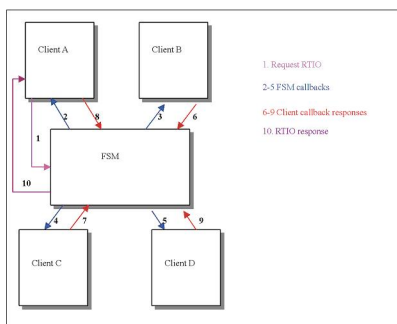 Client A
Client B
1. Request RTIO
2-5 FSM callbacks
6-9 Client callback responses
10. RTIO response
2
8
3
6
1
FSM
10
4
7
5
9
Client C
Client D